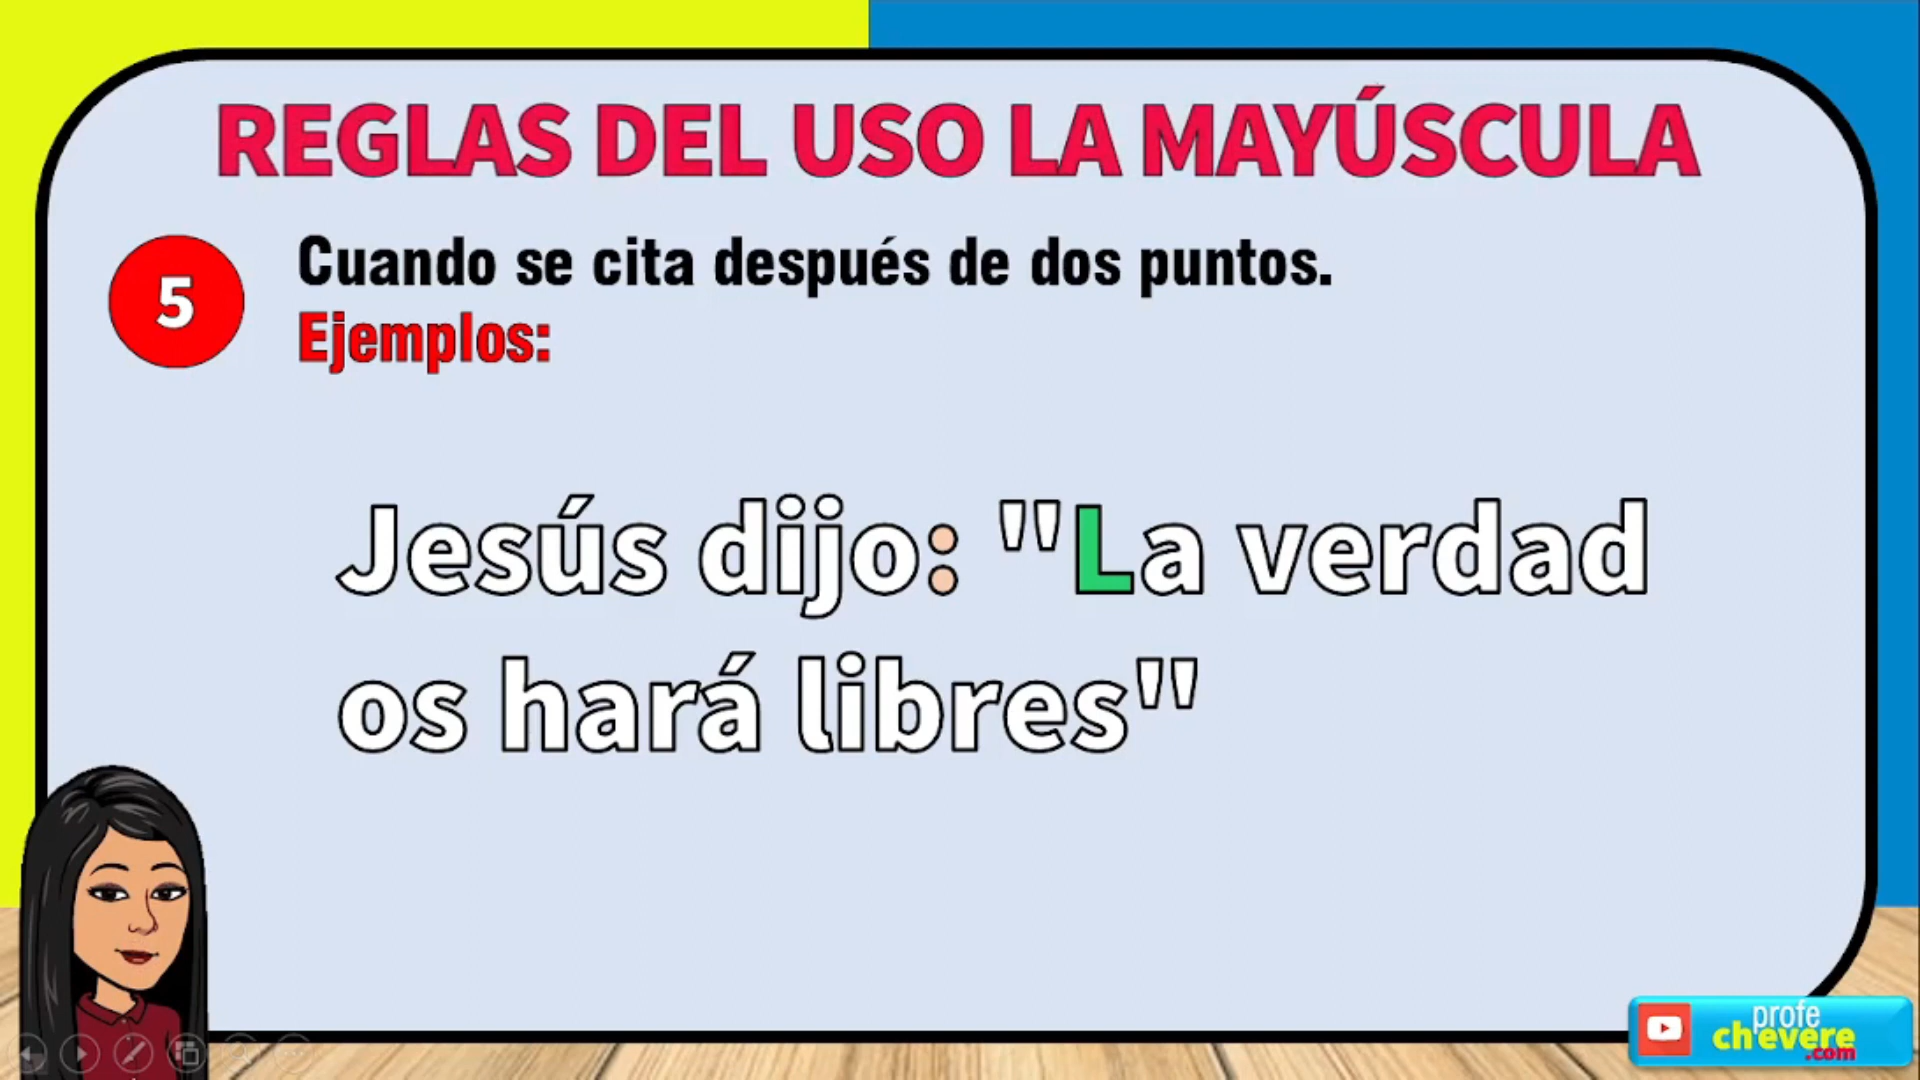 REGLAS DEL USO LA MAYÚSCULA
5
Cuando se cita después de dos puntos.
Ejemplos:
Jesús dijo: "La verdad
os hará libres"
profe
chevere
.com